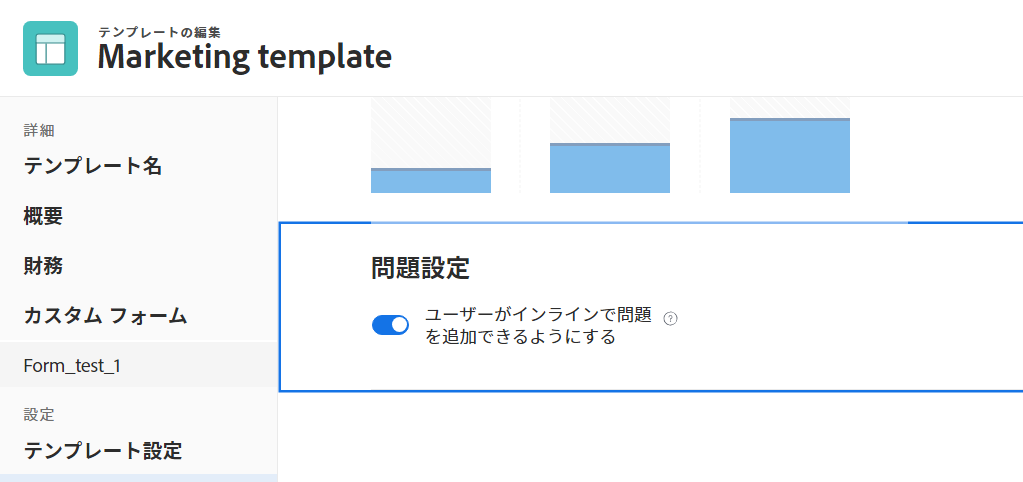 テンプレートの編集
Marketing template
詳細
テンプレート名
概要
財務
カスタム フォーム
Form_test_1
設定
テンプレート設定
問題設定
ユーザーがインラインで問題
を追加できるようにする
?